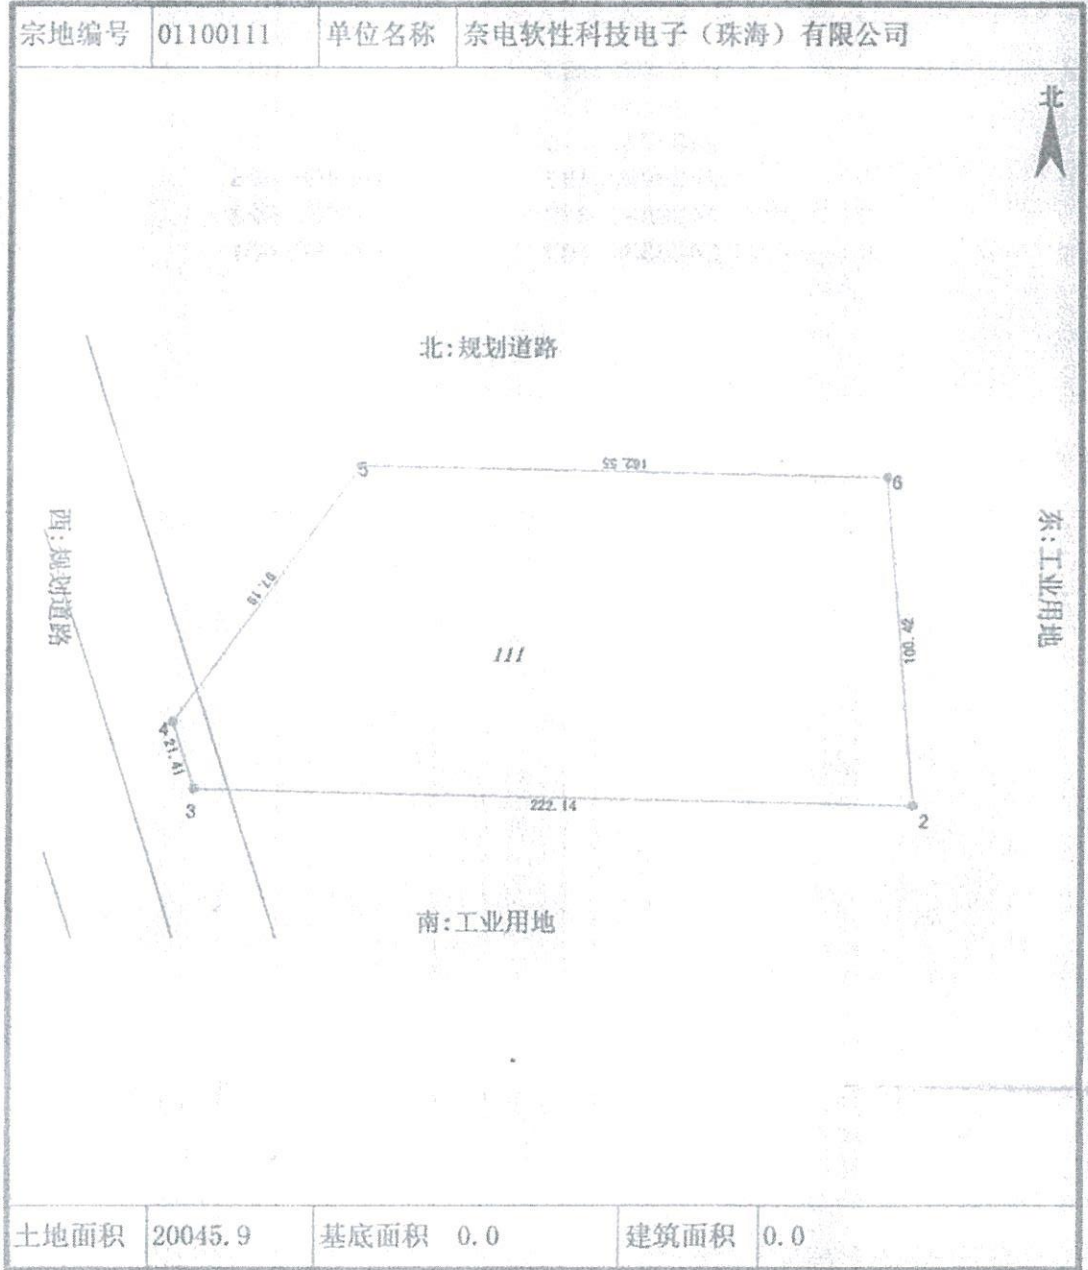 宗地编号 01100111 单位名称 奈电软性科技电子（珠海）有限公司
北
北:规划道路
5
162.55
6
西:规划道路
东:工业用地
97.19
100.42
111
4
21.41
3
222.14
2
南:工业用地
土地面积 20045.9 基底面积 0.0 建筑面积 0.0